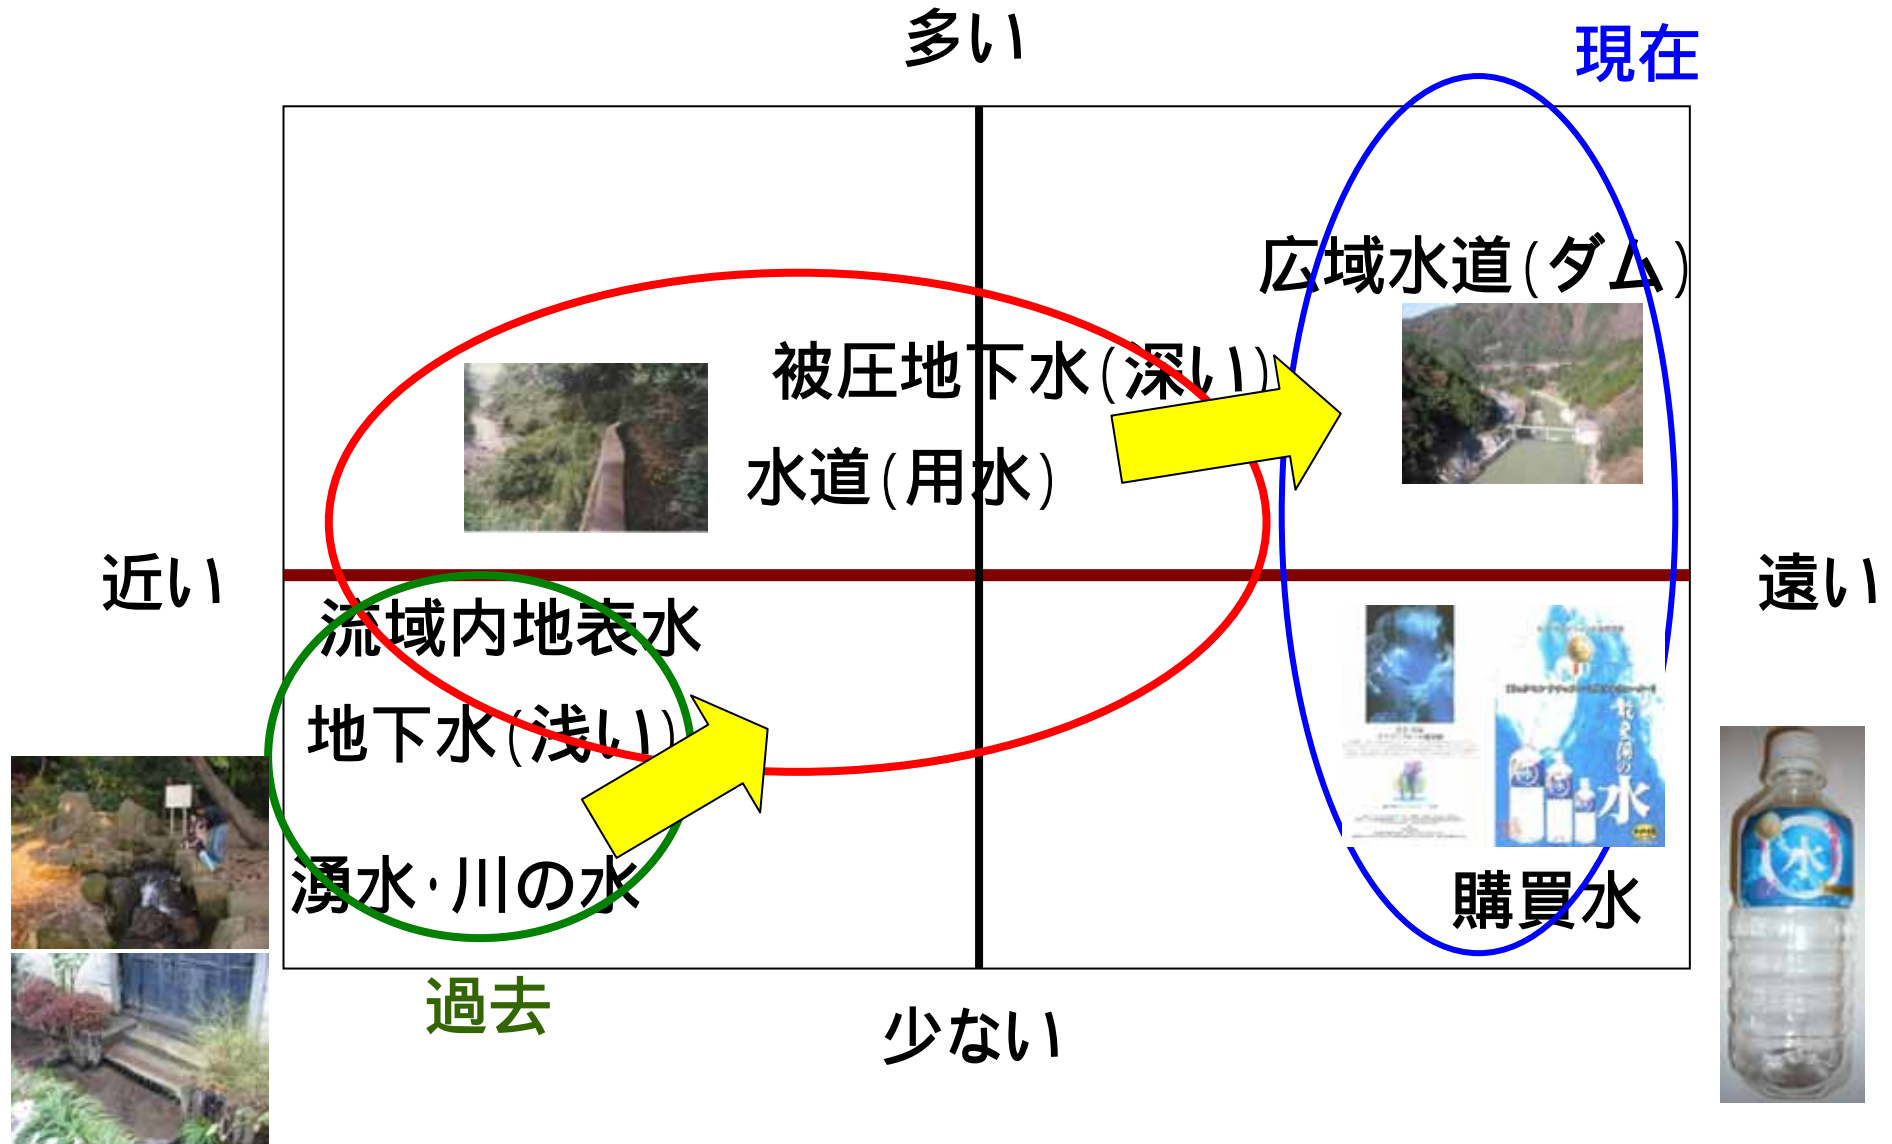 多い
現在
広域水道(ダム)
被圧地下水(深い)
水道(用水)
近い
遠い
流域内地表水
地下水(浅い)
湧水・川の水
水
水
購買水
過去
少ない